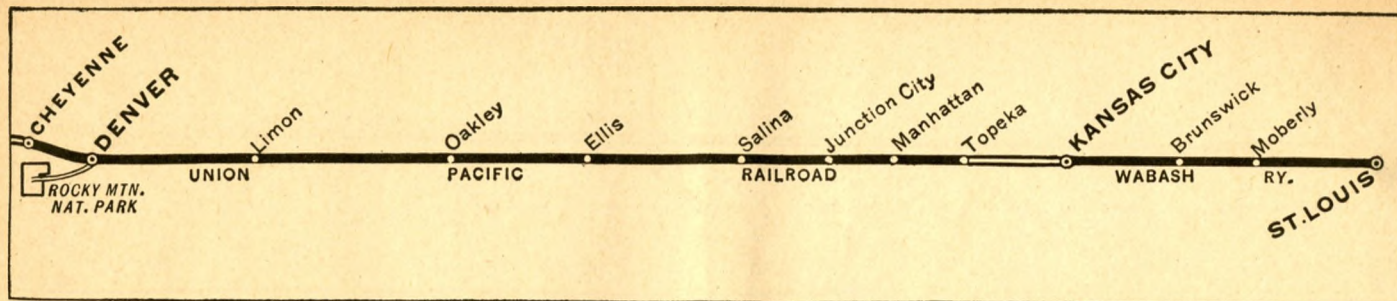 CHEYENNE
DENVER
Limon
Oakley
Ellis
Salina
Junction City
Manhattan
Topeka
KANSAS CITY
Brunswick
Moberly
ST. LOUIS
UNION PACIFIC RAILROAD
WABASH RY.
ROCKY MTN.
NAT. PARK